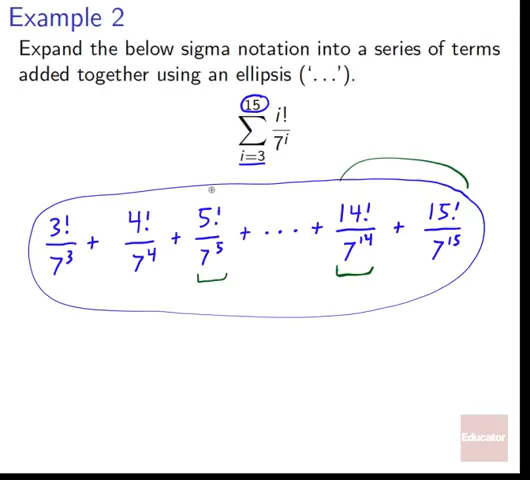 Example 2
Expand the below sigma notation into a series of terms
added together using an ellipsis (‘...’).
15
∑ i!/7^i
i=3
3!/7^3 + 4!/7^4 + 5!/7^5 + ... + 14!/7^14 + 15!/7^15
Educator